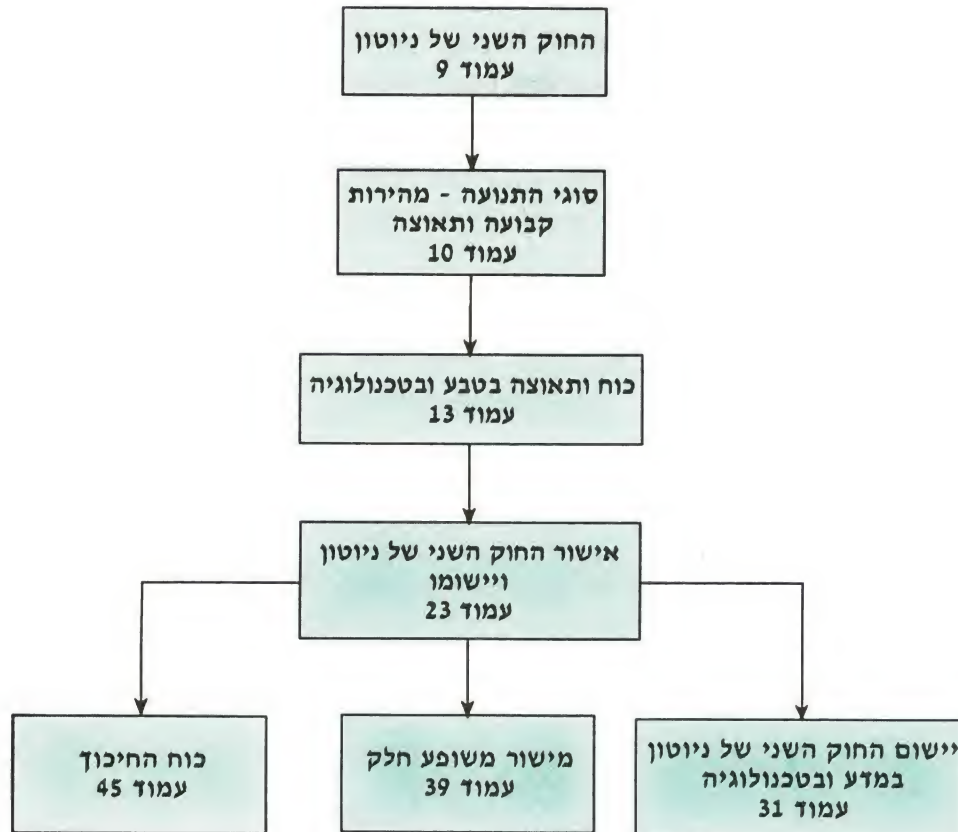 החוק השני של ניוטון
עמוד 9
סוגי התנועה - מהירות
קבועה ותאוצה
עמוד 10
כוח ותאוצה בטבע ובטכנולוגיה
עמוד 13
אישור החוק השני של ניוטון
ויישומו
עמוד 23
יישום החוק השני של ניוטון
במדע ובטכנולוגיה
עמוד 31
מישור משופע חלק
עמוד 39
כוח החיכוך
עמוד 45